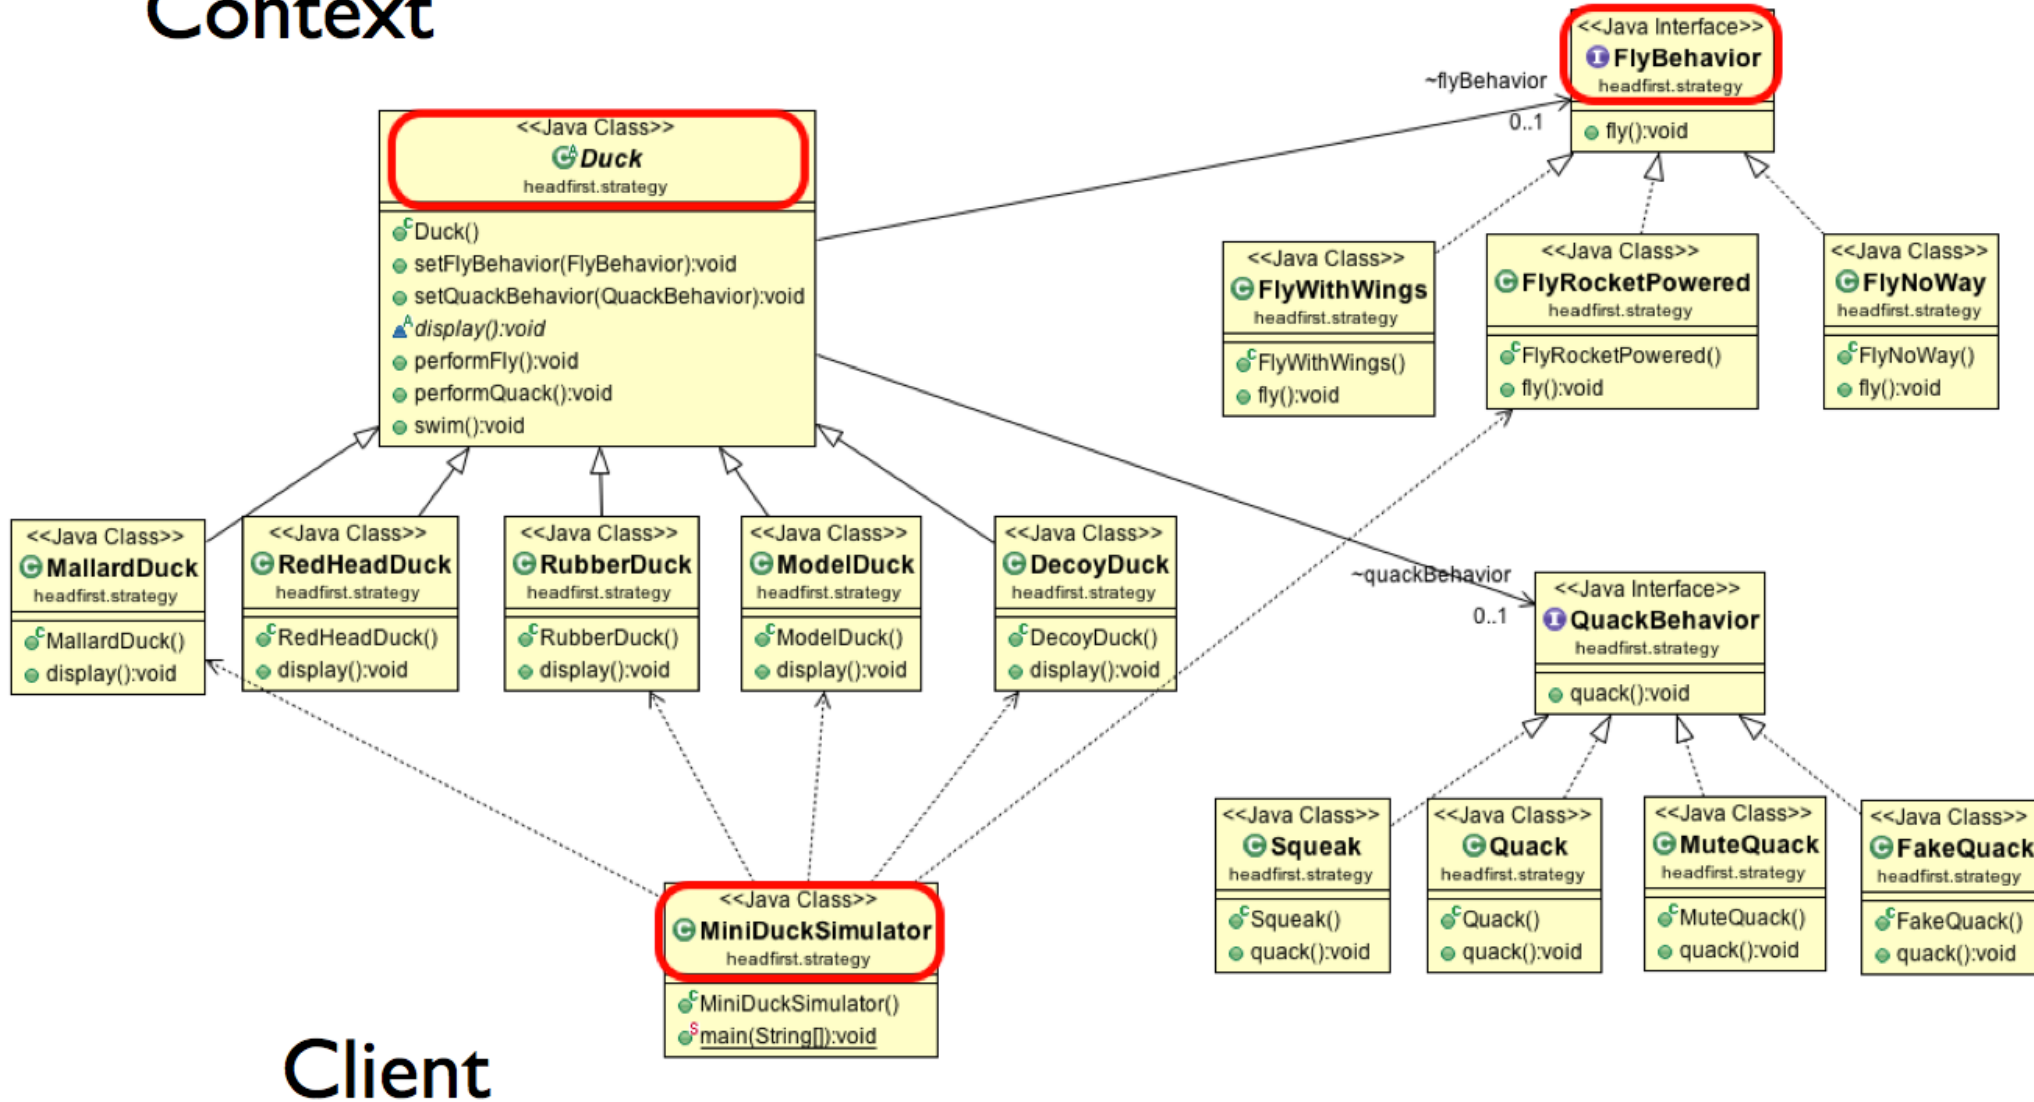 Context
<<Java Interface>>
FlyBehavior
headfirst.strategy
fly():void
~flyBehavior
0..1
<<Java Class>>
Duck
headfirst.strategy
Duck()
setFlyBehavior(FlyBehavior):void
setQuackBehavior(QuackBehavior):void
display():void
performFly():void
performQuack():void
swim():void
<<Java Class>>
FlyWithWings
headfirst.strategy
FlyWithWings()
fly():void
<<Java Class>>
FlyRocketPowered
headfirst.strategy
FlyRocketPowered()
fly():void
<<Java Class>>
FlyNoWay
headfirst.strategy
FlyNoWay()
fly():void
<<Java Class>>
MallardDuck
headfirst.strategy
MallardDuck()
display():void
<<Java Class>>
RedHeadDuck
headfirst.strategy
RedHeadDuck()
display():void
<<Java Class>>
RubberDuck
headfirst.strategy
RubberDuck()
display():void
<<Java Class>>
ModelDuck
headfirst.strategy
ModelDuck()
display():void
<<Java Class>>
DecoyDuck
headfirst.strategy
DecoyDuck()
display():void
~quackBehavior
0..1
<<Java Interface>>
QuackBehavior
headfirst.strategy
quack():void
<<Java Class>>
Squeak
headfirst.strategy
Squeak()
quack():void
<<Java Class>>
Quack
headfirst.strategy
Quack()
quack():void
<<Java Class>>
MuteQuack
headfirst.strategy
MuteQuack()
quack():void
<<Java Class>>
FakeQuack
headfirst.strategy
FakeQuack()
quack():void
<<Java Class>>
MiniDuckSimulator
headfirst.strategy
MiniDuckSimulator()
main(String[]):void
Client